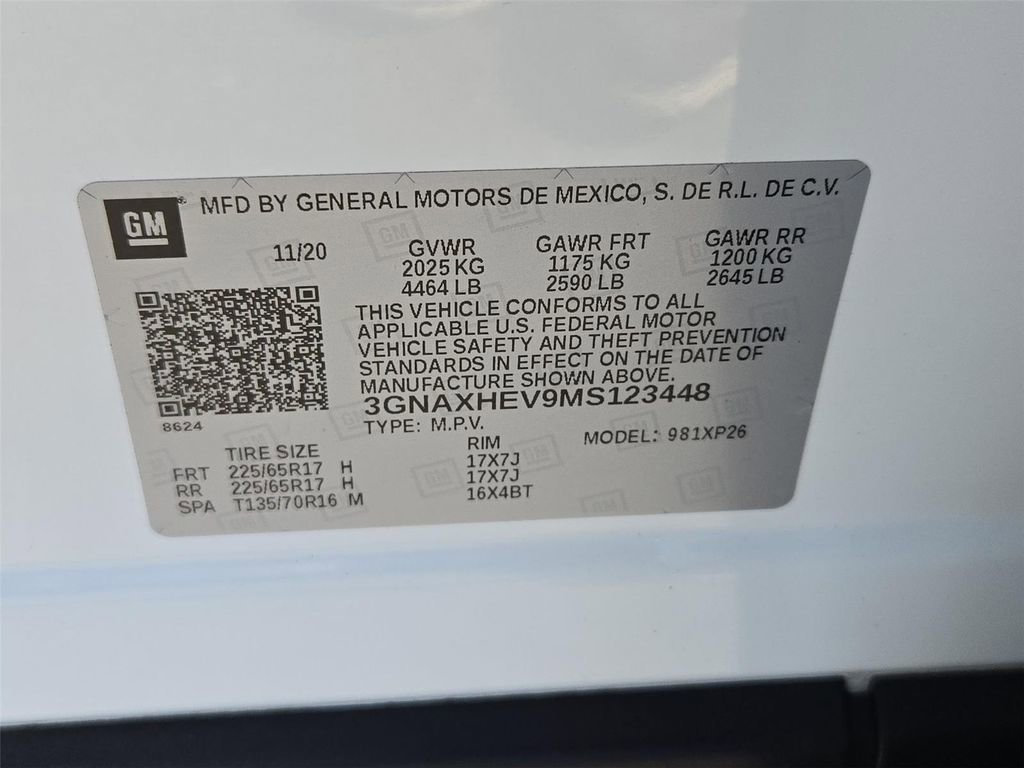 GM
MFD BY GENERAL MOTORS DE MEXICO, S. DE R.L. DE C.V.
11/20
GVWR GAWR FRT GAWR RR
2025 KG 1175 KG 1200 KG
4464 LB 2590 LB 2645 LB
THIS VEHICLE CONFORMS TO ALL
APPLICABLE U.S. FEDERAL MOTOR
VEHICLE SAFETY AND THEFT PREVENTION
STANDARDS IN EFFECT ON THE DATE OF
MANUFACTURE SHOWN ABOVE.
3GNAXHEV9MS123448
8624
TYPE: M.P.V.
MODEL: 981XP26
TIRE SIZE RIM
FRT 225/65R17 H 17X7J
RR 225/65R17 H 17X7J
SPA T135/70R16 M 16X4BT